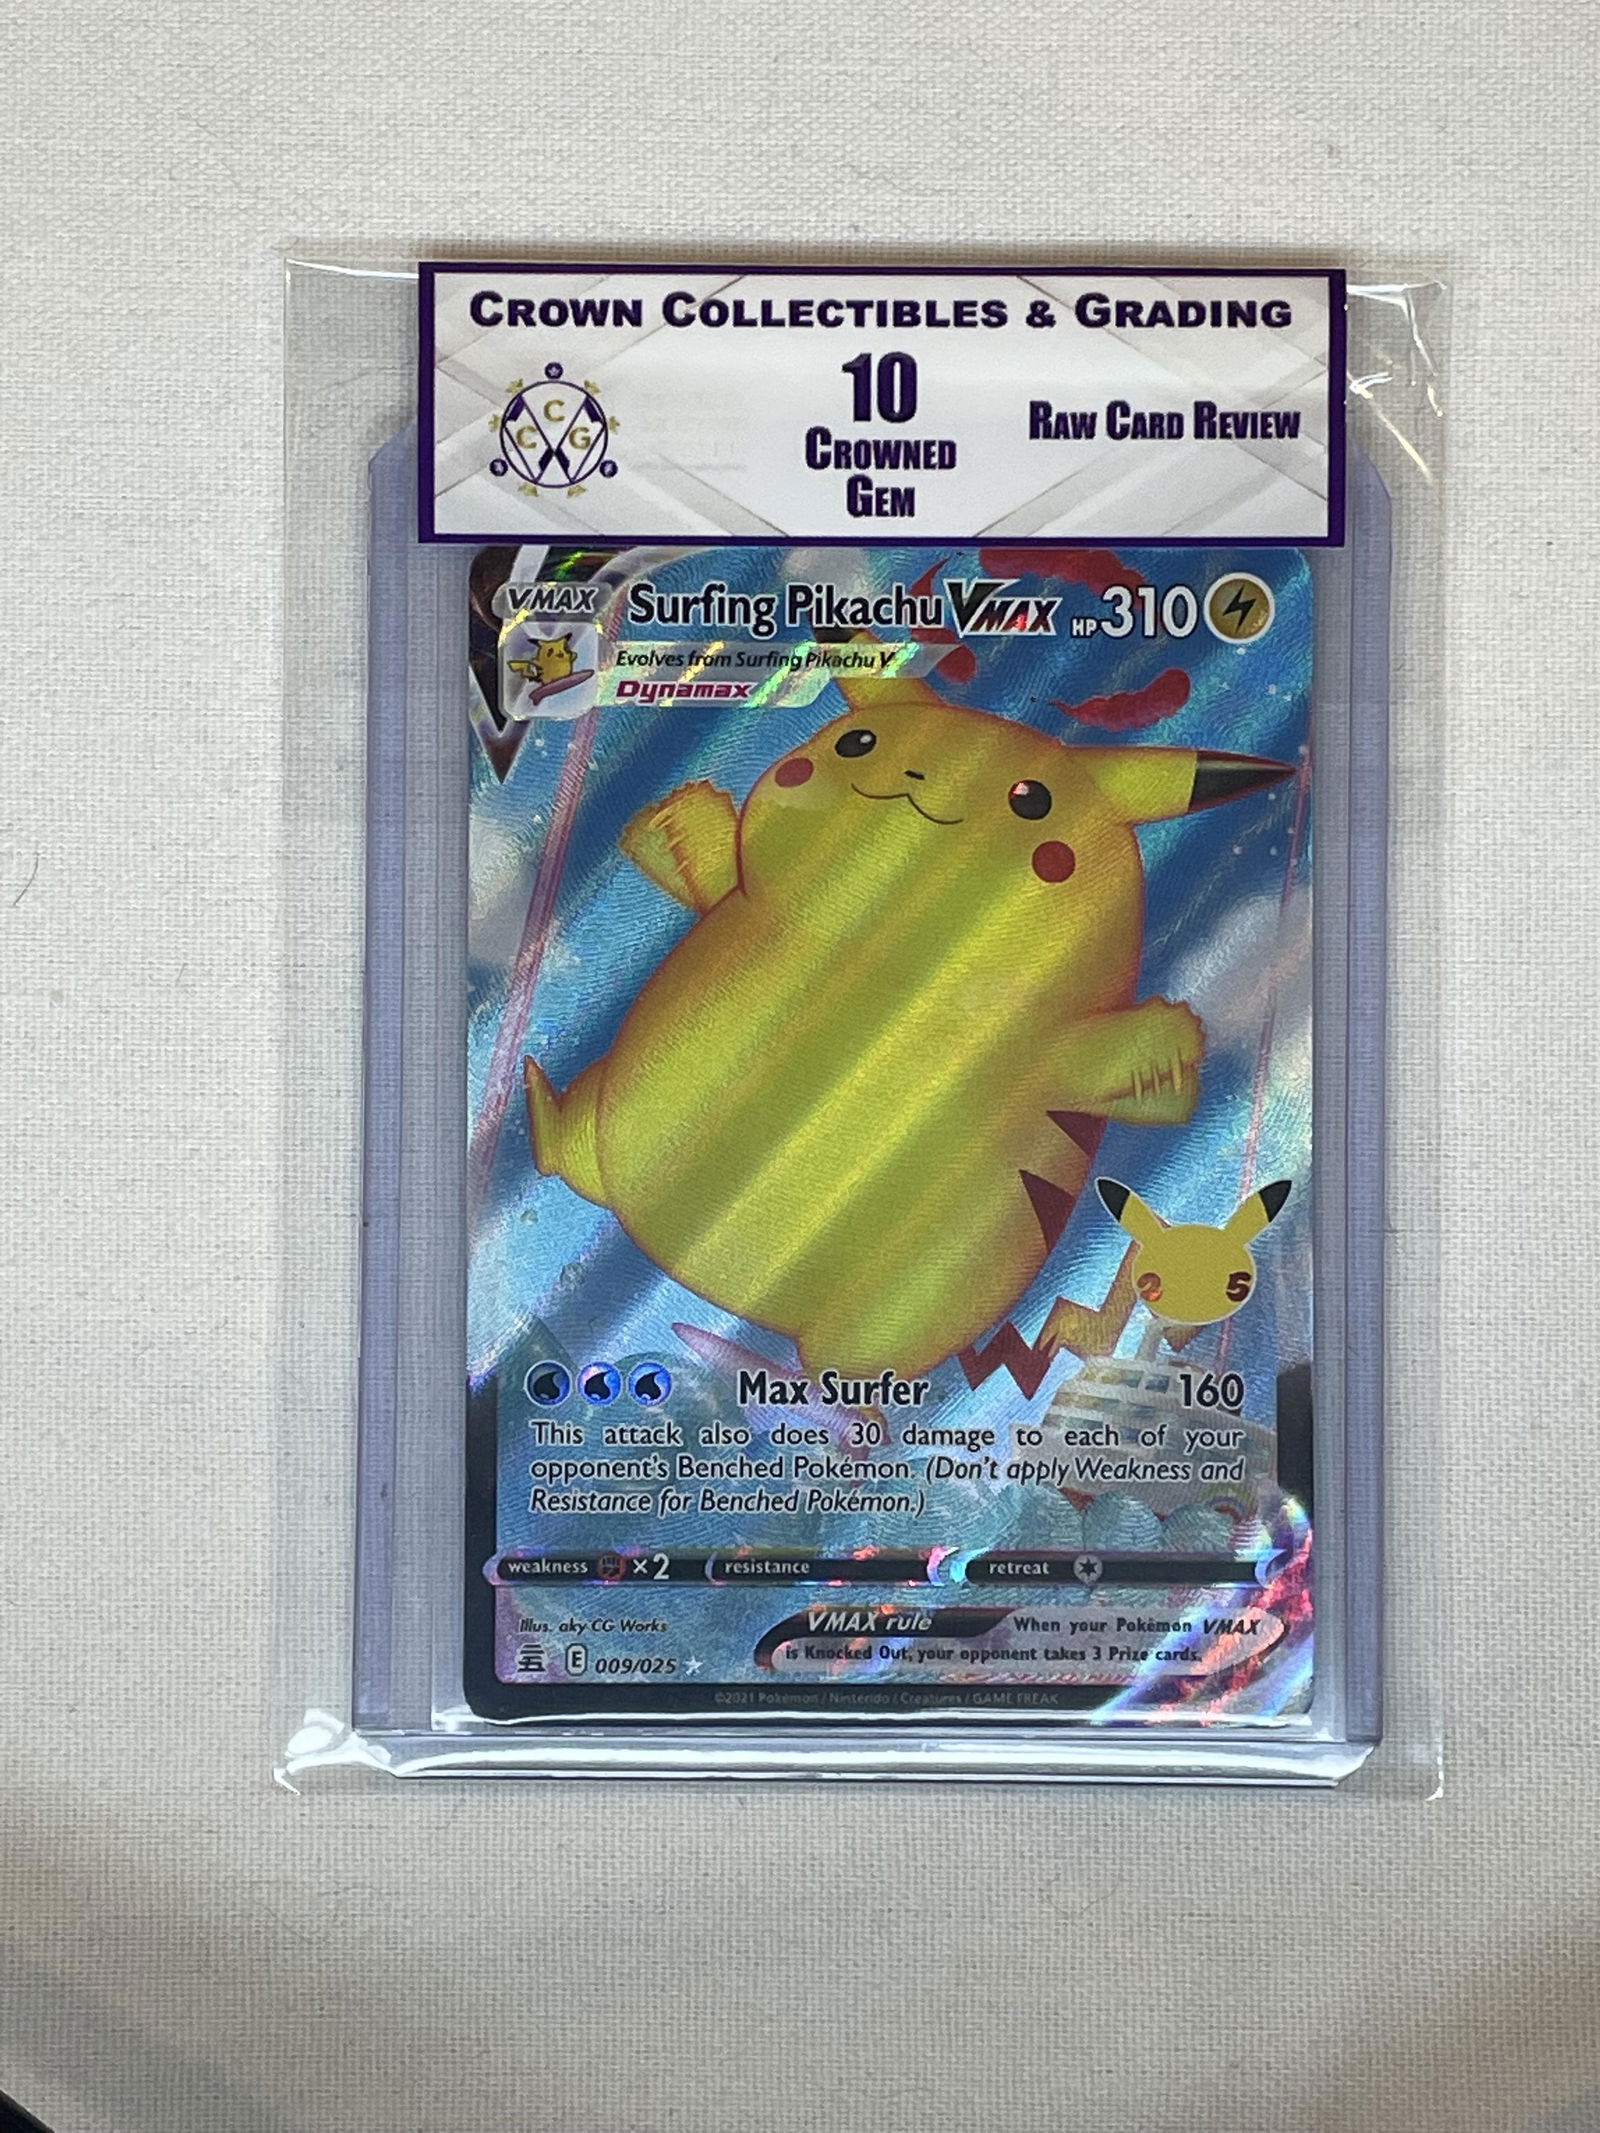 CROWN COLLECTIBLES & GRADING
C
C G
10
CROWNED
GEM
RAW CARD REVIEW
VMAX
Surfing Pikachu VMAX HP 310
Evolves from Surfing Pikachu V
Dynamax
2 5
Max Surfer 160
This attack also does 30 damage to each of your
opponent's Benched Pokémon. (Don't apply Weakness and
Resistance for Benched Pokémon.)
weakness ×2 resistance retreat
Illus. aky CG Works
VMAX rule When your Pokémon VMAX
is Knocked Out, your opponent takes 3 Prize cards.
E 009/025
©2021 Pokémon / Nintendo / Creatures / GAME FREAK